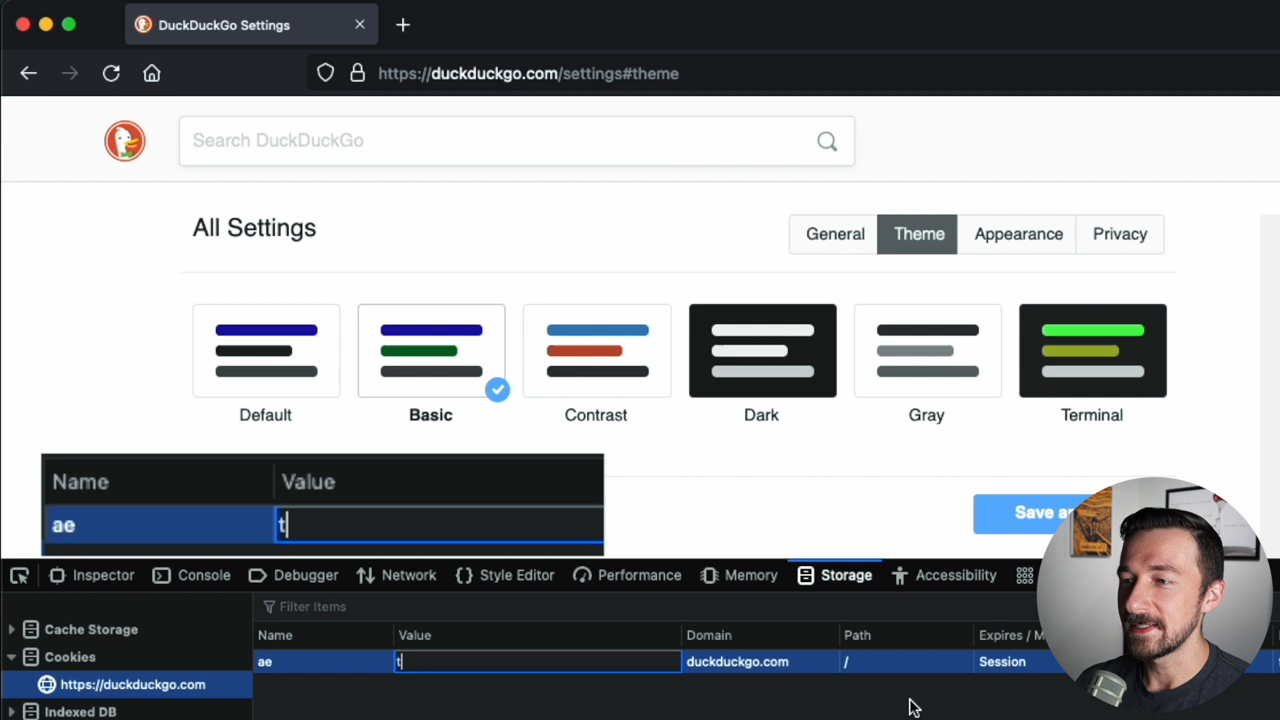 DuckDuckGo Settings
https://duckduckgo.com/settings#theme
Search DuckDuckGo
All Settings
General Theme Appearance Privacy
Default Basic Contrast Dark Gray Terminal
Name Value
ae t
Save
Inspector Console Debugger Network Style Editor Performance Memory Storage Accessibility
Filter Items
Cache Storage
Name Value Domain Path Expires / M
Cookies
ae t duckduckgo.com / Session
https://duckduckgo.com
Indexed DB